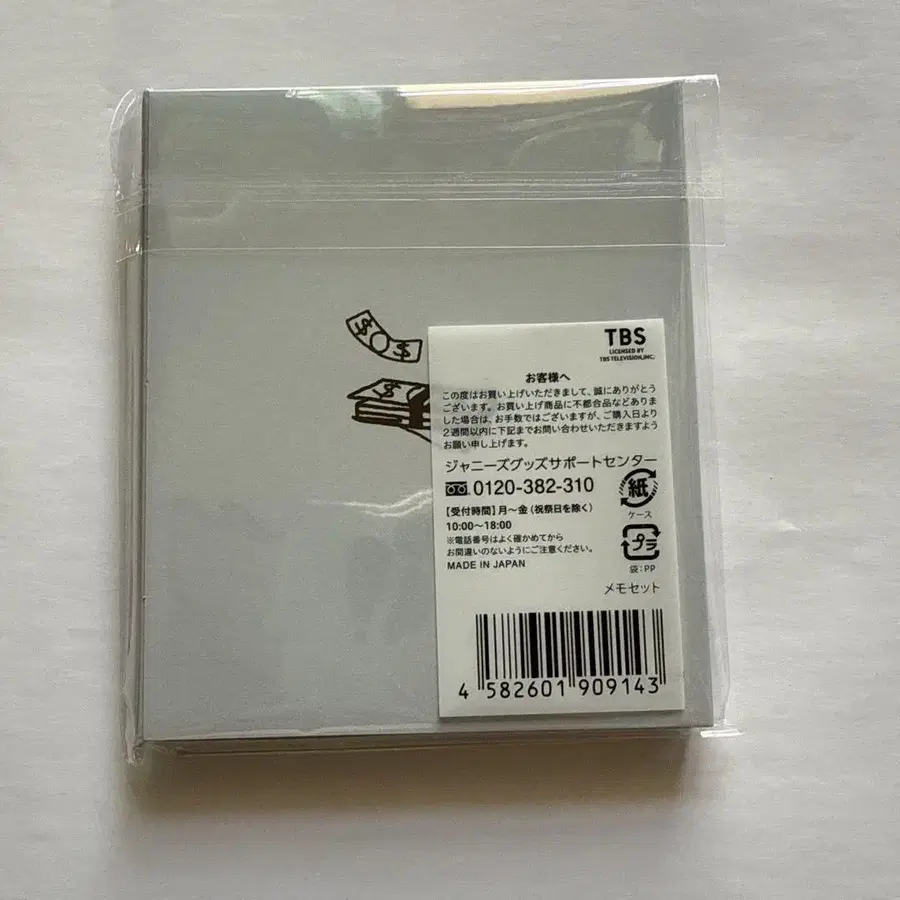 $ $
$
TBS
LICENSED BY
TBS TELEVISION,INC.
お客様へ
この度はお買い上げいただきまして、誠にありがとう
ございます。お買い上げ商品に不都合品などありま
した場合は、お手数ではございますが、ご購入日より
2週間以内に下記までお問い合わせいただきますよう
お願い申し上げます。
ジャニーズグッズサポートセンター
0120-382-310
【受付時間】月〜金(祝祭日を除く)
10:00〜18:00
※電話番号はよく確かめてから
お間違いのないようにご注意ください。
MADE IN JAPAN
紙
ケース
プラ
袋:PP
メモセット
4 582601 909143